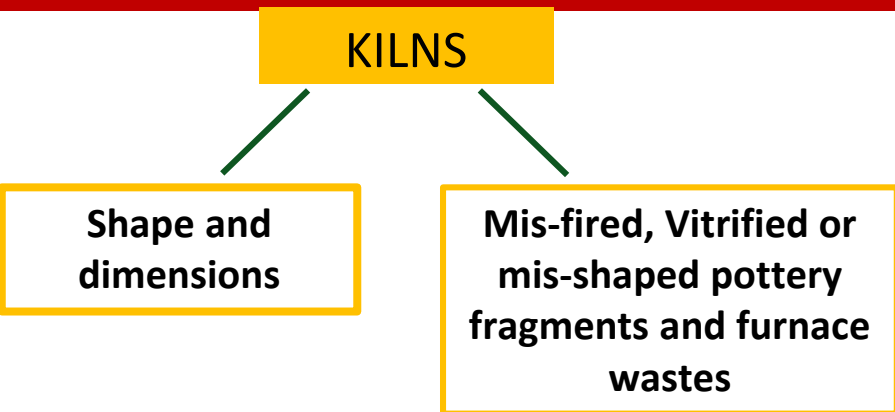 KILNS
Shape and
dimensions
Mis-fired, Vitrified or
mis-shaped pottery
fragments and furnace
wastes